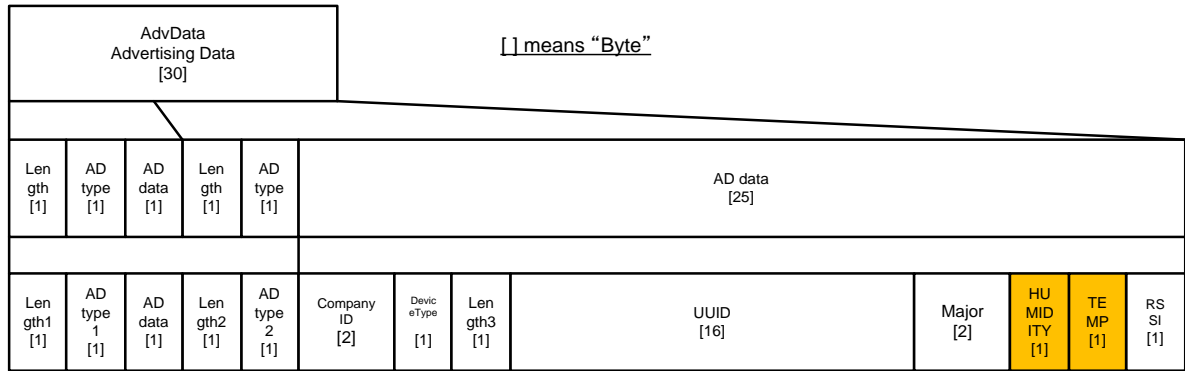 AdvData
Advertising Data
[30]
[ ] means “Byte”
Len
gth
[1]
AD
type
[1]
AD
data
[1]
Len
gth
[1]
AD
type
[1]
AD data
[25]
Len
gth1
[1]
AD
type
1
[1]
AD
data
[1]
Len
gth2
[1]
AD
type
2
[1]
Company
ID
[2]
Devic
eType
[1]
Len
gth3
[1]
UUID
[16]
Major
[2]
HU
MID
ITY
[1]
TE
MP
[1]
RS
SI
[1]